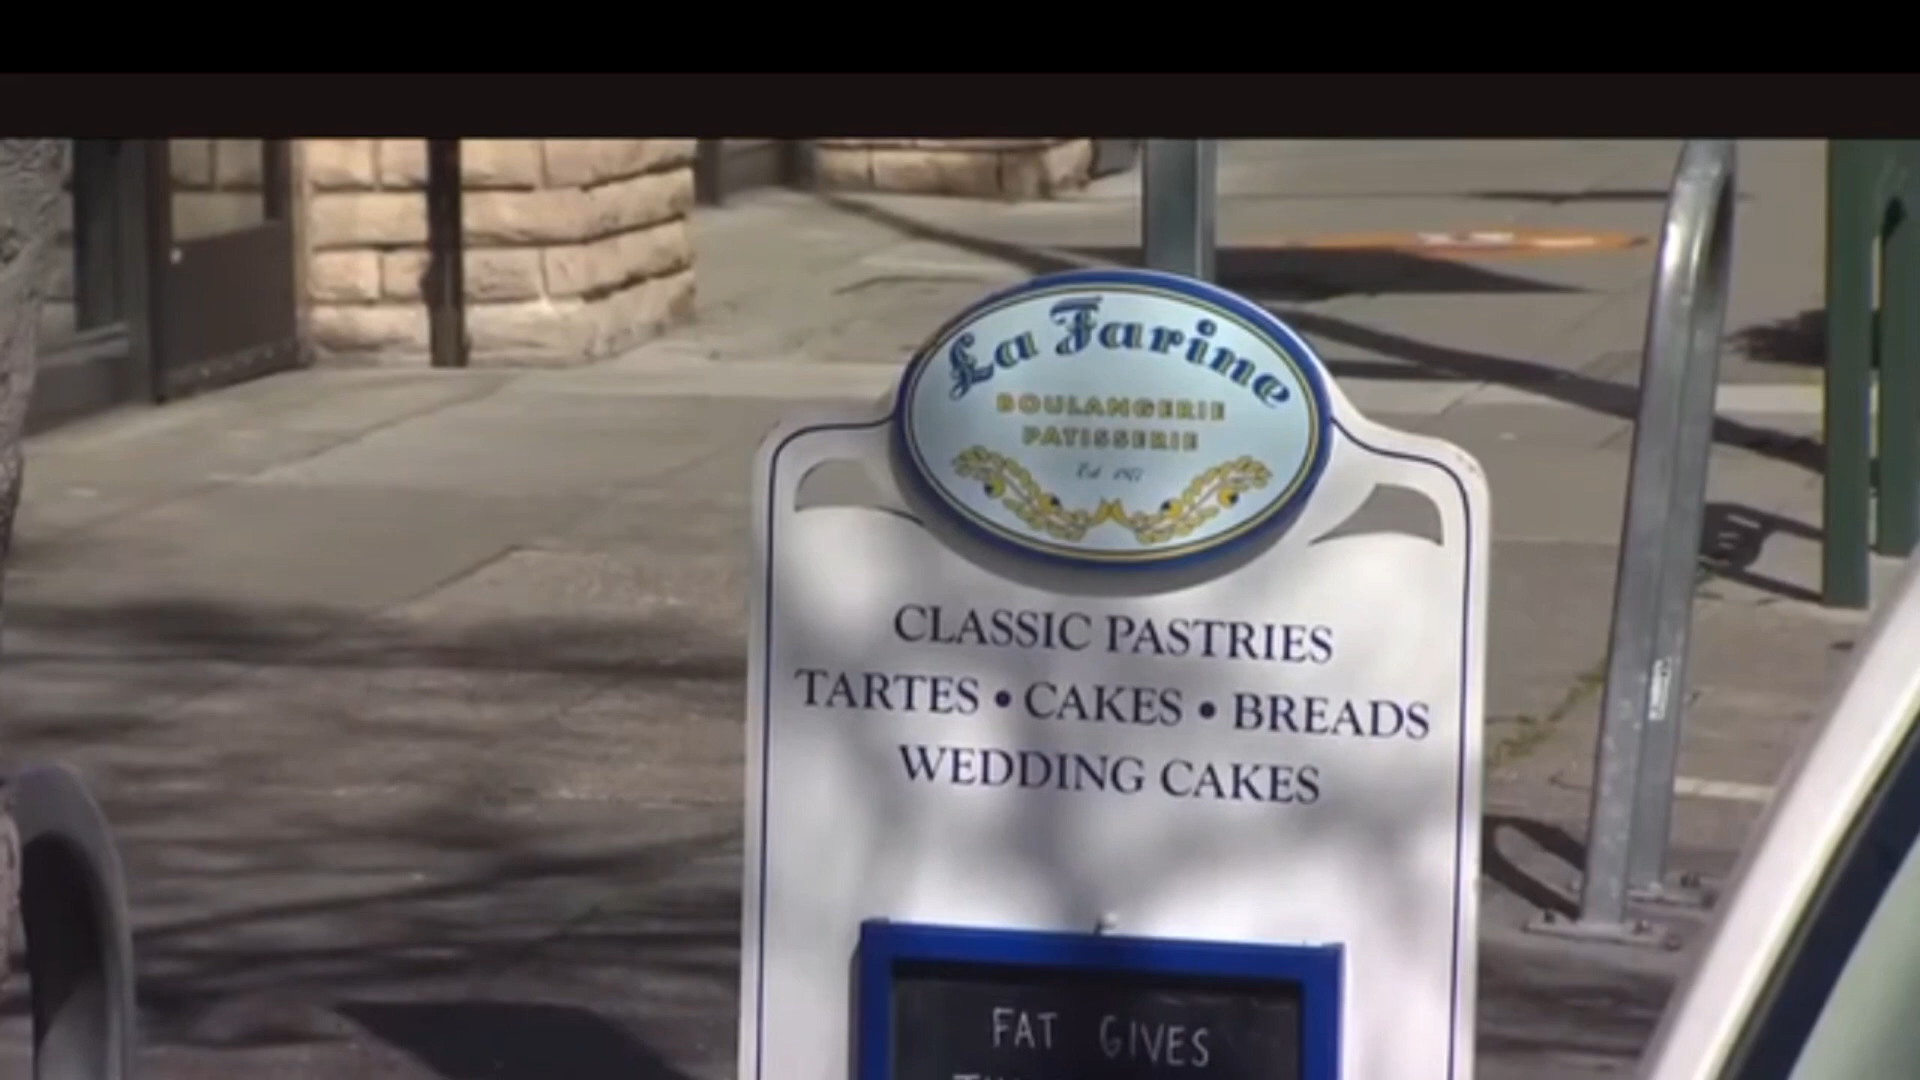 La Farine
BOULANGERIE
PATISSERIE
CLASSIC PASTRIES
TARTES • CAKES • BREADS
WEDDING CAKES
FAT GIVES